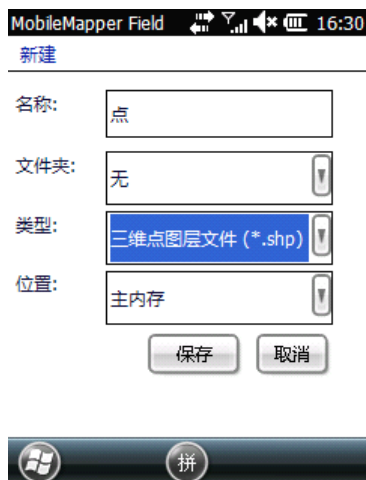 MobileMapper Field 16:30
新建
名称: 点
文件夹: 无
类型: 三维点图层文件 (*.shp)
位置: 主内存
保存 取消
拼